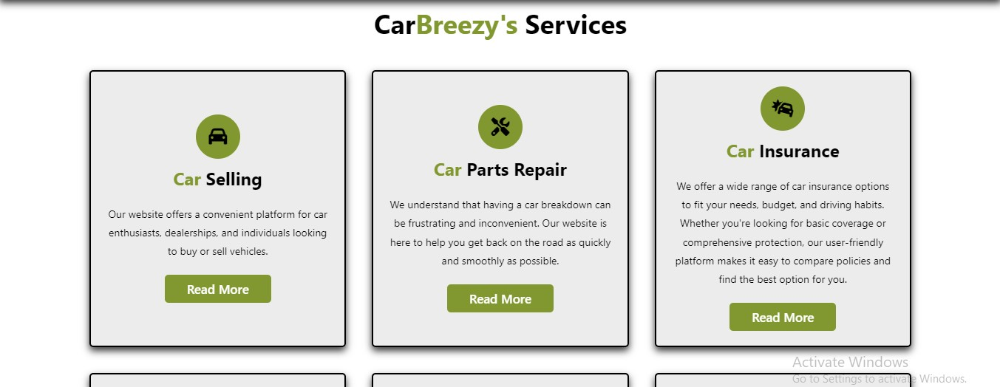 CarBreezy's Services
Car Selling
Our website offers a convenient platform for car
enthusiasts, dealerships, and individuals looking
to buy or sell vehicles.
Read More
Car Parts Repair
We understand that having a car breakdown can
be frustrating and inconvenient. Our website is
here to help you get back on the road as quickly
and smoothly as possible.
Read More
Car Insurance
We offer a wide range of car insurance options
to fit your needs, budget, and driving habits.
Whether you're looking for basic coverage or
comprehensive protection, our user-friendly
platform makes it easy to compare policies and
find the best option for you.
Read More
Activate Windows
Go to Settings to activate Windows.